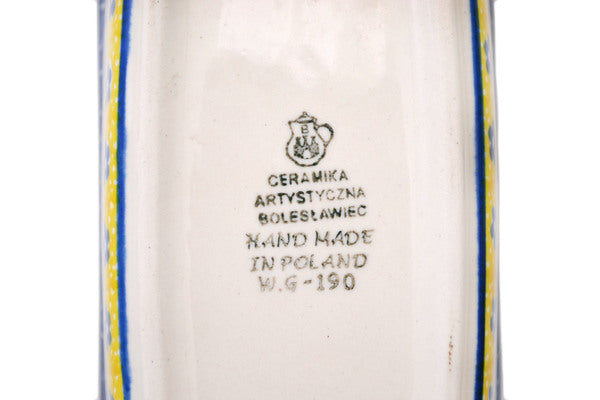 B
CERAMIKA
ARTYSTYCZNA
BOLESŁAWIEC
HAND MADE
IN POLAND
W.G-190